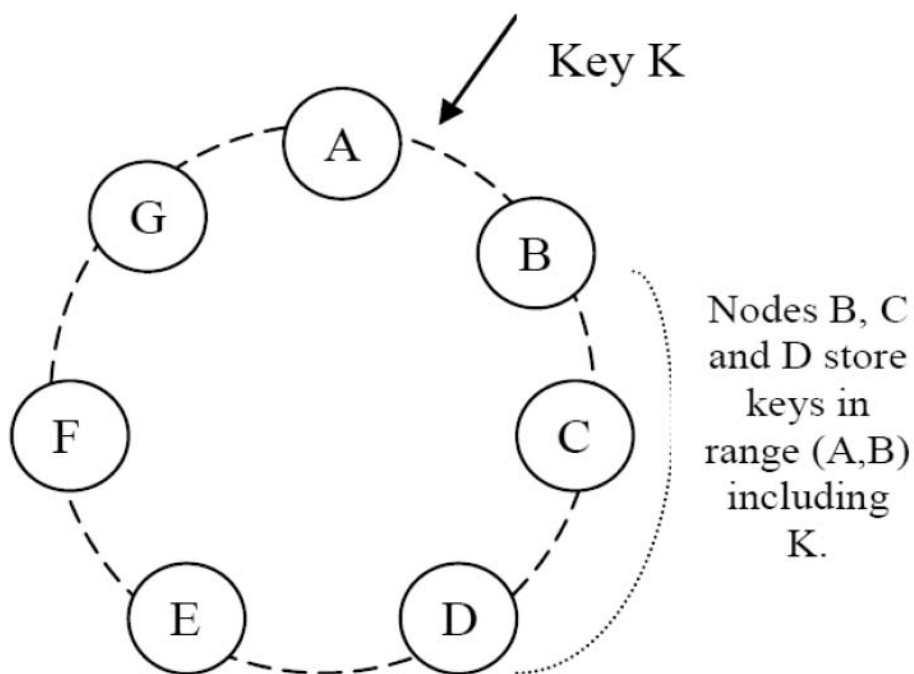 Key K
A
G
B
Nodes B, C
and D store
keys in
range (A,B)
including
K.
F
C
E
D